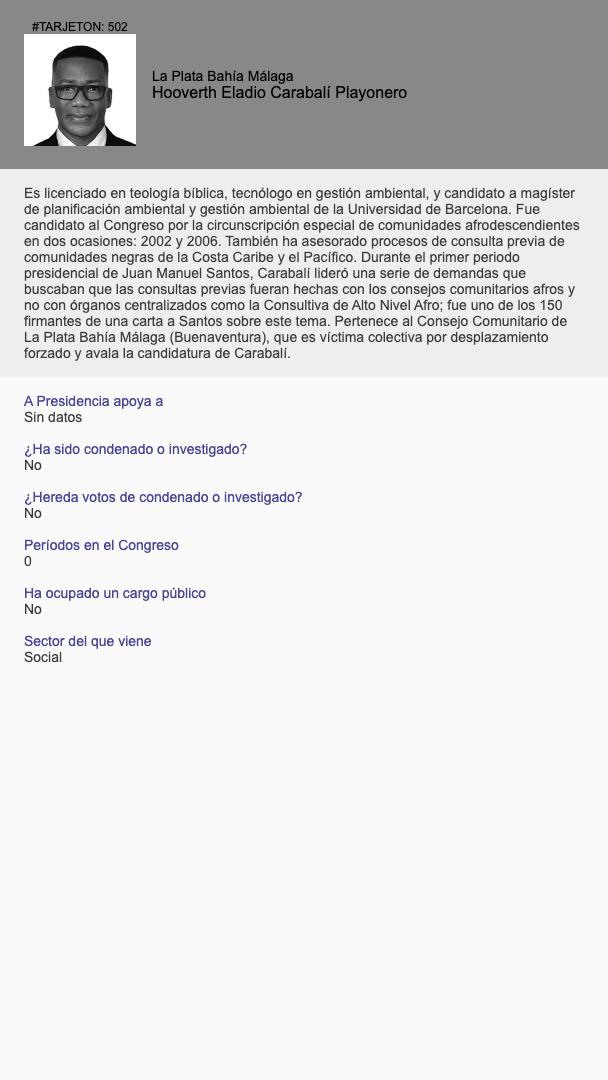 #TARJETON: 502
La Plata Bahía Málaga
Hooverth Eladio Carabalí Playonero
Es licenciado en teología bíblica, tecnólogo en gestión ambiental, y candidato a magíster
de planificación ambiental y gestión ambiental de la Universidad de Barcelona. Fue
candidato al Congreso por la circunscripción especial de comunidades afrodescendientes
en dos ocasiones: 2002 y 2006. También ha asesorado procesos de consulta previa de
comunidades negras de la Costa Caribe y el Pacífico. Durante el primer periodo
presidencial de Juan Manuel Santos, Carabalí lideró una serie de demandas que
buscaban que las consultas previas fueran hechas con los consejos comunitarios afros y
no con órganos centralizados como la Consultiva de Alto Nivel Afro; fue uno de los 150
firmantes de una carta a Santos sobre este tema. Pertenece al Consejo Comunitario de
La Plata Bahía Málaga (Buenaventura), que es víctima colectiva por desplazamiento
forzado y avala la candidatura de Carabalí.
A Presidencia apoya a
Sin datos
¿Ha sido condenado o investigado?
No
¿Hereda votos de condenado o investigado?
No
Períodos en el Congreso
0
Ha ocupado un cargo público
No
Sector del que viene
Social